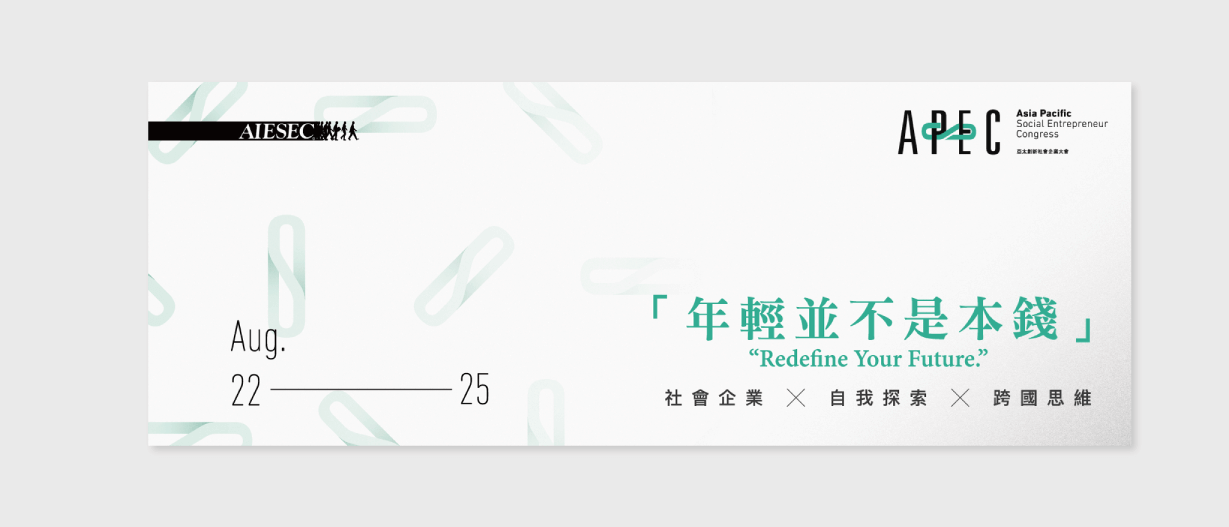 AIESEC
APEC
Asia Pacific
Social Entrepreneur
Congress
亞太創新社會企業大會
Aug.
22 25
「年輕並不是本錢」
“Redefine Your Future.”
社會企業 × 自我探索 × 跨國思維